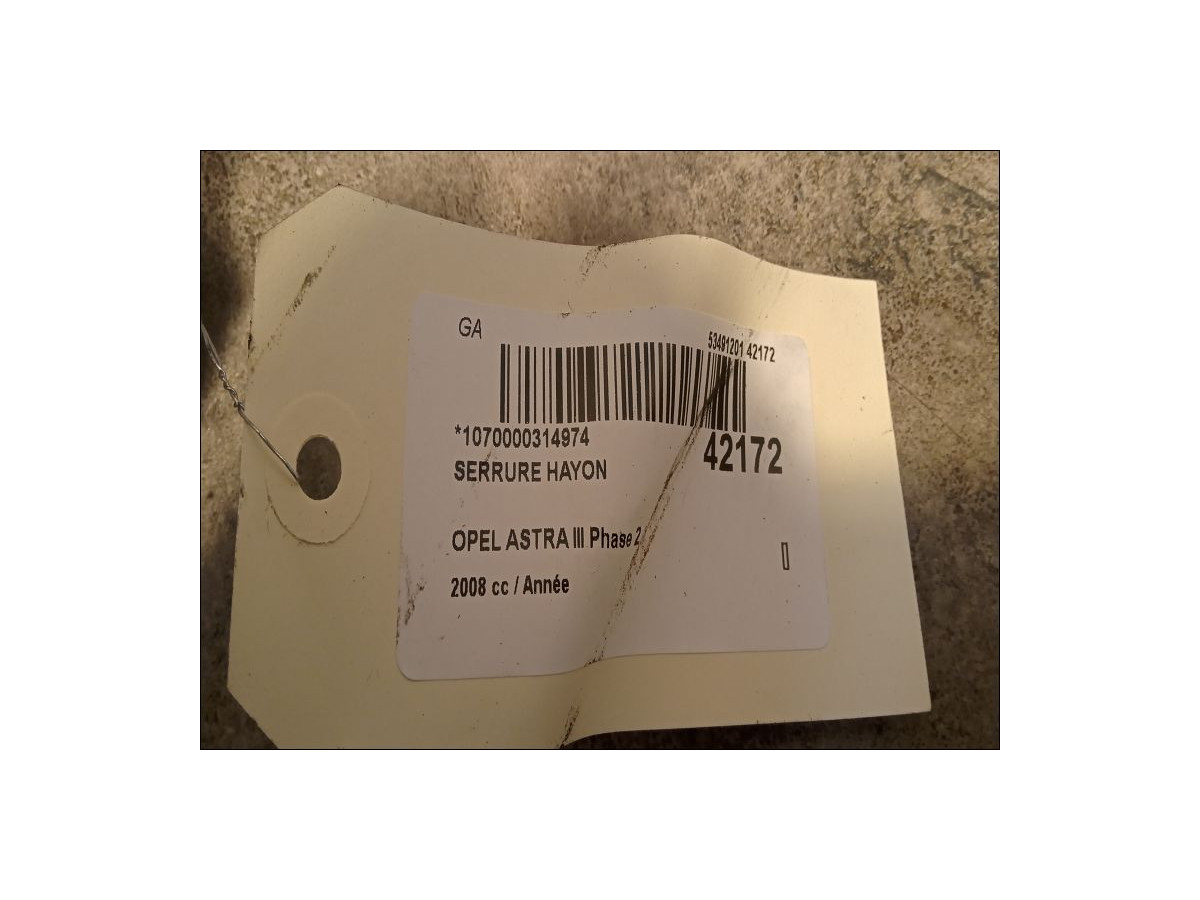 GA
53491201 42172
*1070000314974
42172
SERRURE HAYON
OPEL ASTRA III Phase 2
2008 cc / Année